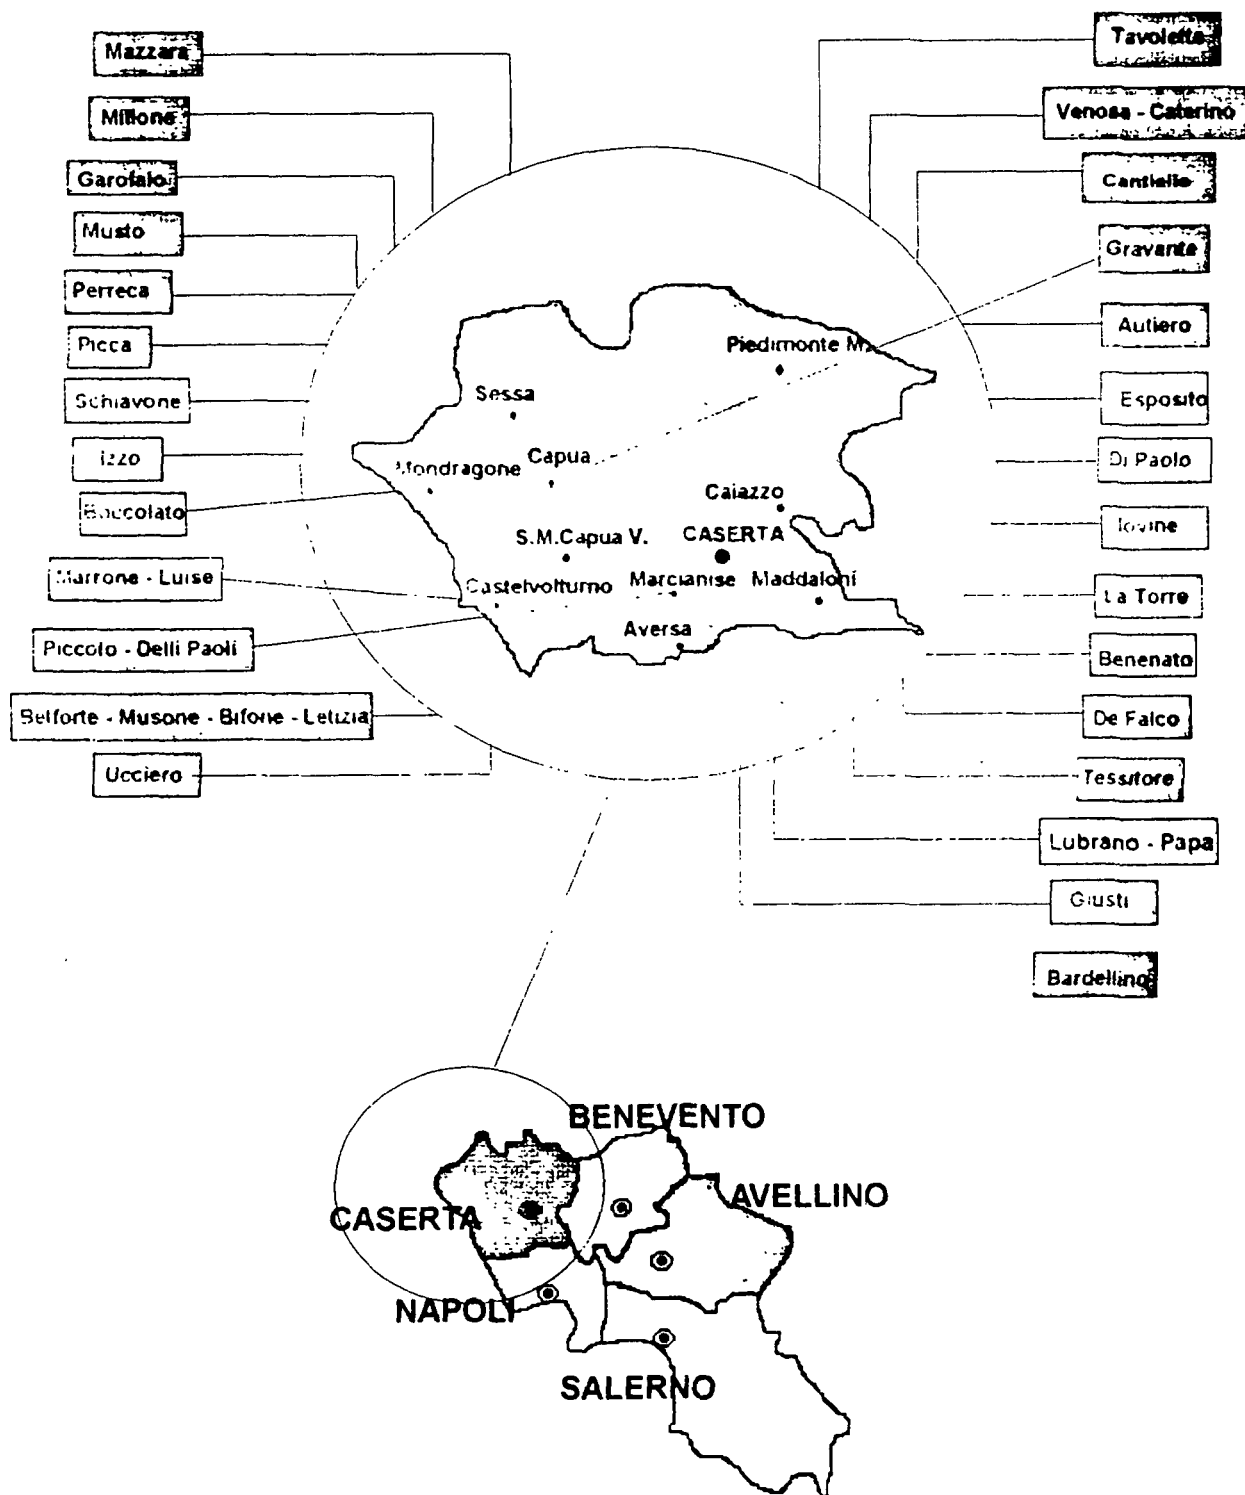 Mazzara
Milione
Garofalo
Musto
Perreca
Picca
Schiavone
Izzo
Boccolato
Marrone - Luise
Piccolo - Delli Paoli
Belforte - Musone - Bifone - Letizia
Ucciero
Tavoletta
Venosa - Caterino
Cantiello
Gravante
Autiero
Esposito
Di Paolo
Iovine
La Torre
Benenato
De Falco
Tessitore
Lubrano - Papa
Giusti
Bardellino
Piedimonte M.
Sessa
Mondragone
Capua
Caiazzo
S.M.Capua V.
CASERTA
Castelvolturno
Marcianise
Maddaloni
Aversa
BENEVENTO
AVELLINO
CASERTA
NAPOLI
SALERNO